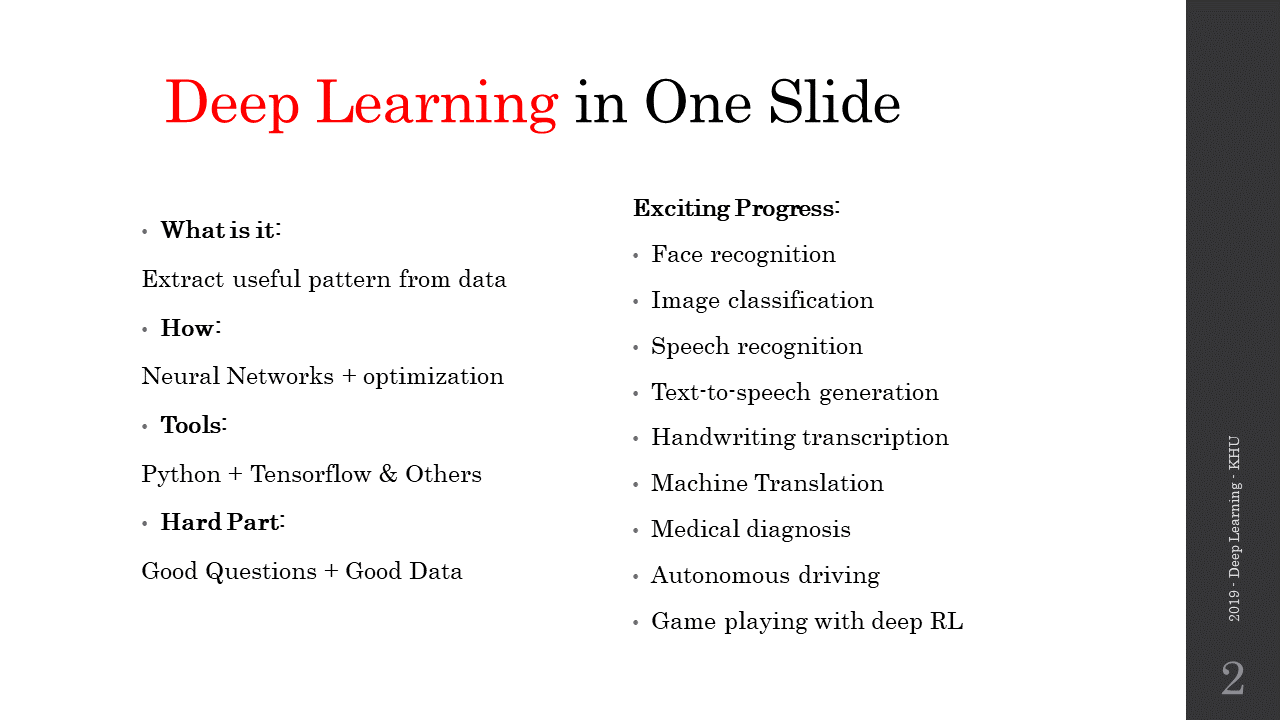 Deep Learning in One Slide
• What is it:
Extract useful pattern from data
• How:
Neural Networks + optimization
• Tools:
Python + Tensorflow & Others
• Hard Part:
Good Questions + Good Data
Exciting Progress:
• Face recognition
• Image classification
• Speech recognition
• Text-to-speech generation
• Handwriting transcription
• Machine Translation
• Medical diagnosis
• Autonomous driving
• Game playing with deep RL
2019 - Deep Learning - KHU
2